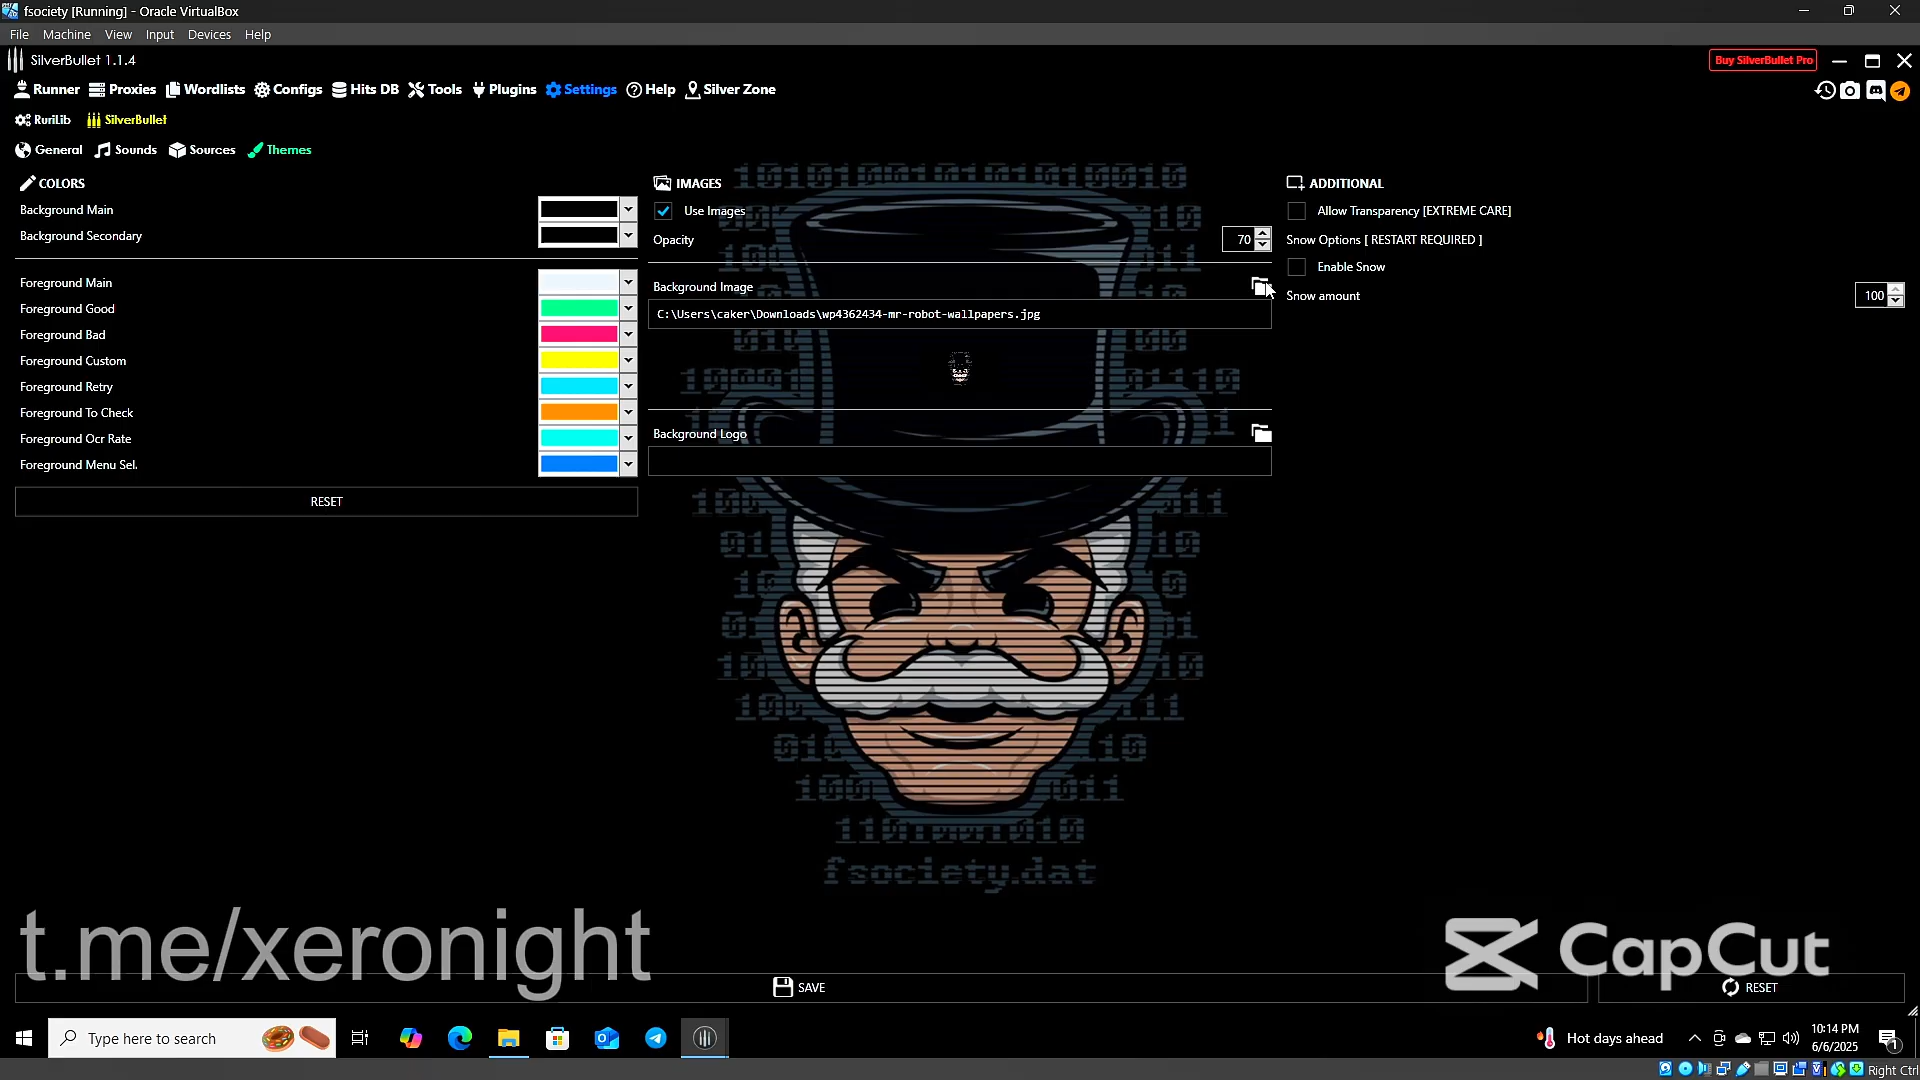 fsociety [Running] - Oracle VirtualBox
File Machine View Input Devices Help
SilverBullet 1.1.4
Buy SilverBullet Pro
Runner Proxies Wordlists Configs Hits DB Tools Plugins Settings Help Silver Zone
RuriLib SilverBullet
General Sounds Sources Themes
COLORS
Background Main
Background Secondary
Foreground Main
Foreground Good
Foreground Bad
Foreground Custom
Foreground Retry
Foreground To Check
Foreground Ocr Rate
Foreground Menu Sel.
RESET
IMAGES
Use Images
Opacity 70
Background Image
C:\Users\caker\Downloads\wp4362434-mr-robot-wallpapers.jpg
Background Logo
ADDITIONAL
Allow Transparency [EXTREME CARE]
Snow Options [ RESTART REQUIRED ]
Enable Snow
Snow amount 100
fsociety.dat
t.me/xeronight
CapCut
SAVE
RESET
Type here to search
Hot days ahead
10:14 PM
6/6/2025
1
Right Ctrl